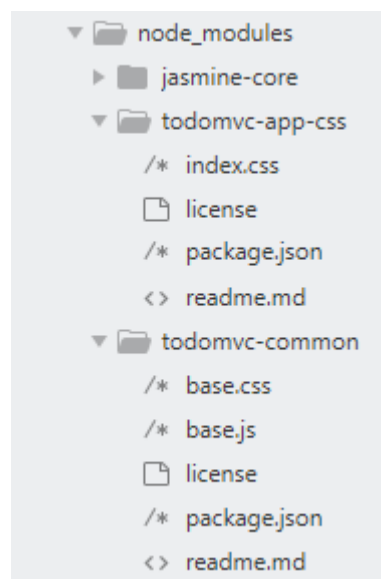 node_modules
jasmine-core
todomvc-app-css
/* index.css
license
/* package.json
<> readme.md
todomvc-common
/* base.css
/* base.js
license
/* package.json
<> readme.md